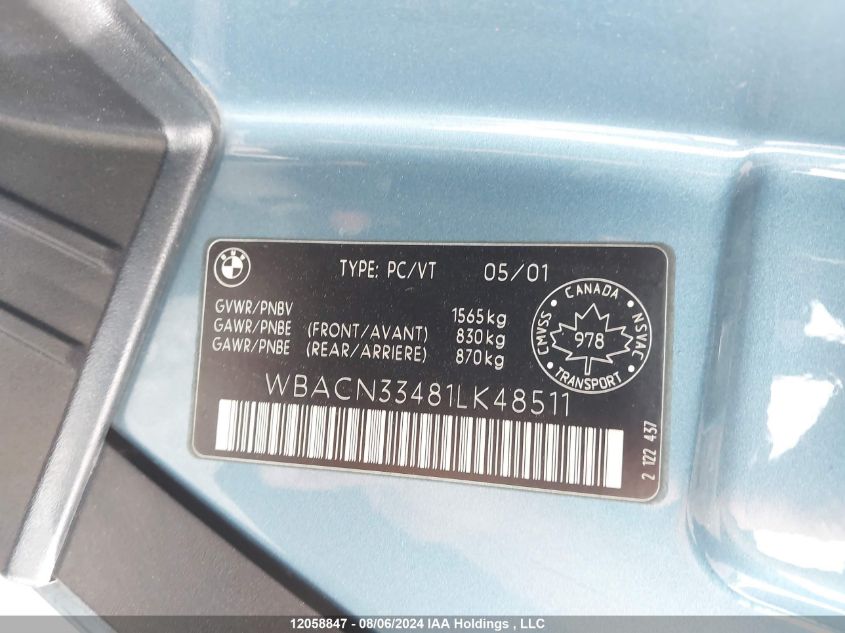 BMW
TYPE: PC/VT 05/01
GVWR/PNBV 1565kg
GAWR/PNBE (FRONT/AVANT) 830kg
GAWR/PNBE (REAR/ARRIERE) 870kg
CANADA
CMVSS 978 NSVAC
TRANSPORT
WBACN33481LK48511
2 122 437
12058847 - 08/06/2024 IAA Holdings , LLC